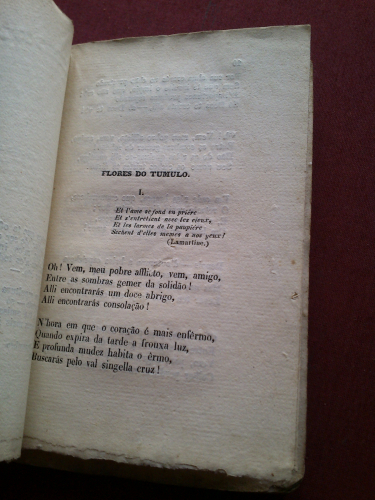 FLORES DO TUMULO.
I.
Et l'ame se fond en prière
Et s'entretient avec les cieux,
Et les larmes de la paupière
Sèchent d'elles mêmes a nos yeux!
(Lamartine.)
Oh! Vem, meu pobre afflicto, vem, amigo,
Entre as sombras gemer da solidão!
Alli encontrarás um doce abrigo,
Alli encontrarás consolação!
N'hora em que o coração é mais enfêrmo,
Quando expira da tarde a frouxa luz,
E profunda mudez habita o êrmo,
Buscarás pelo val singella cruz!